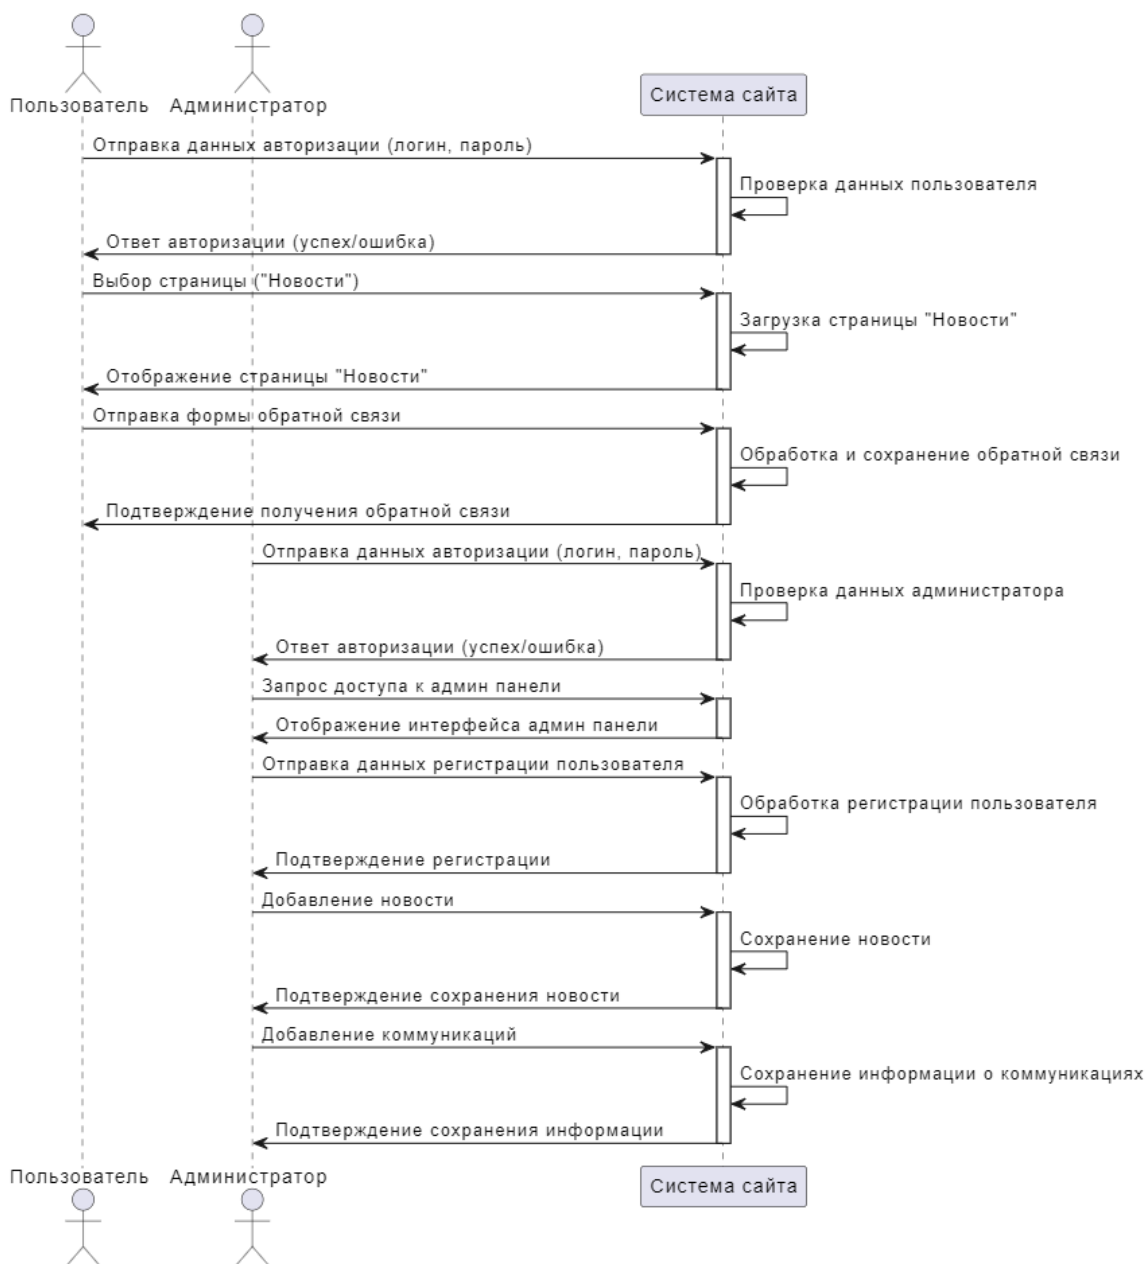 Пользователь
Администратор
Система сайта
Отправка данных авторизации (логин, пароль)
Проверка данных пользователя
Ответ авторизации (успех/ошибка)
Выбор страницы ("Новости")
Загрузка страницы "Новости"
Отображение страницы "Новости"
Отправка формы обратной связи
Обработка и сохранение обратной связи
Подтверждение получения обратной связи
Отправка данных авторизации (логин, пароль)
Проверка данных администратора
Ответ авторизации (успех/ошибка)
Запрос доступа к админ панели
Отображение интерфейса админ панели
Отправка данных регистрации пользователя
Обработка регистрации пользователя
Подтверждение регистрации
Добавление новости
Сохранение новости
Подтверждение сохранения новости
Добавление коммуникаций
Сохранение информации о коммуникациях
Подтверждение сохранения информации
Пользователь
Администратор
Система сайта